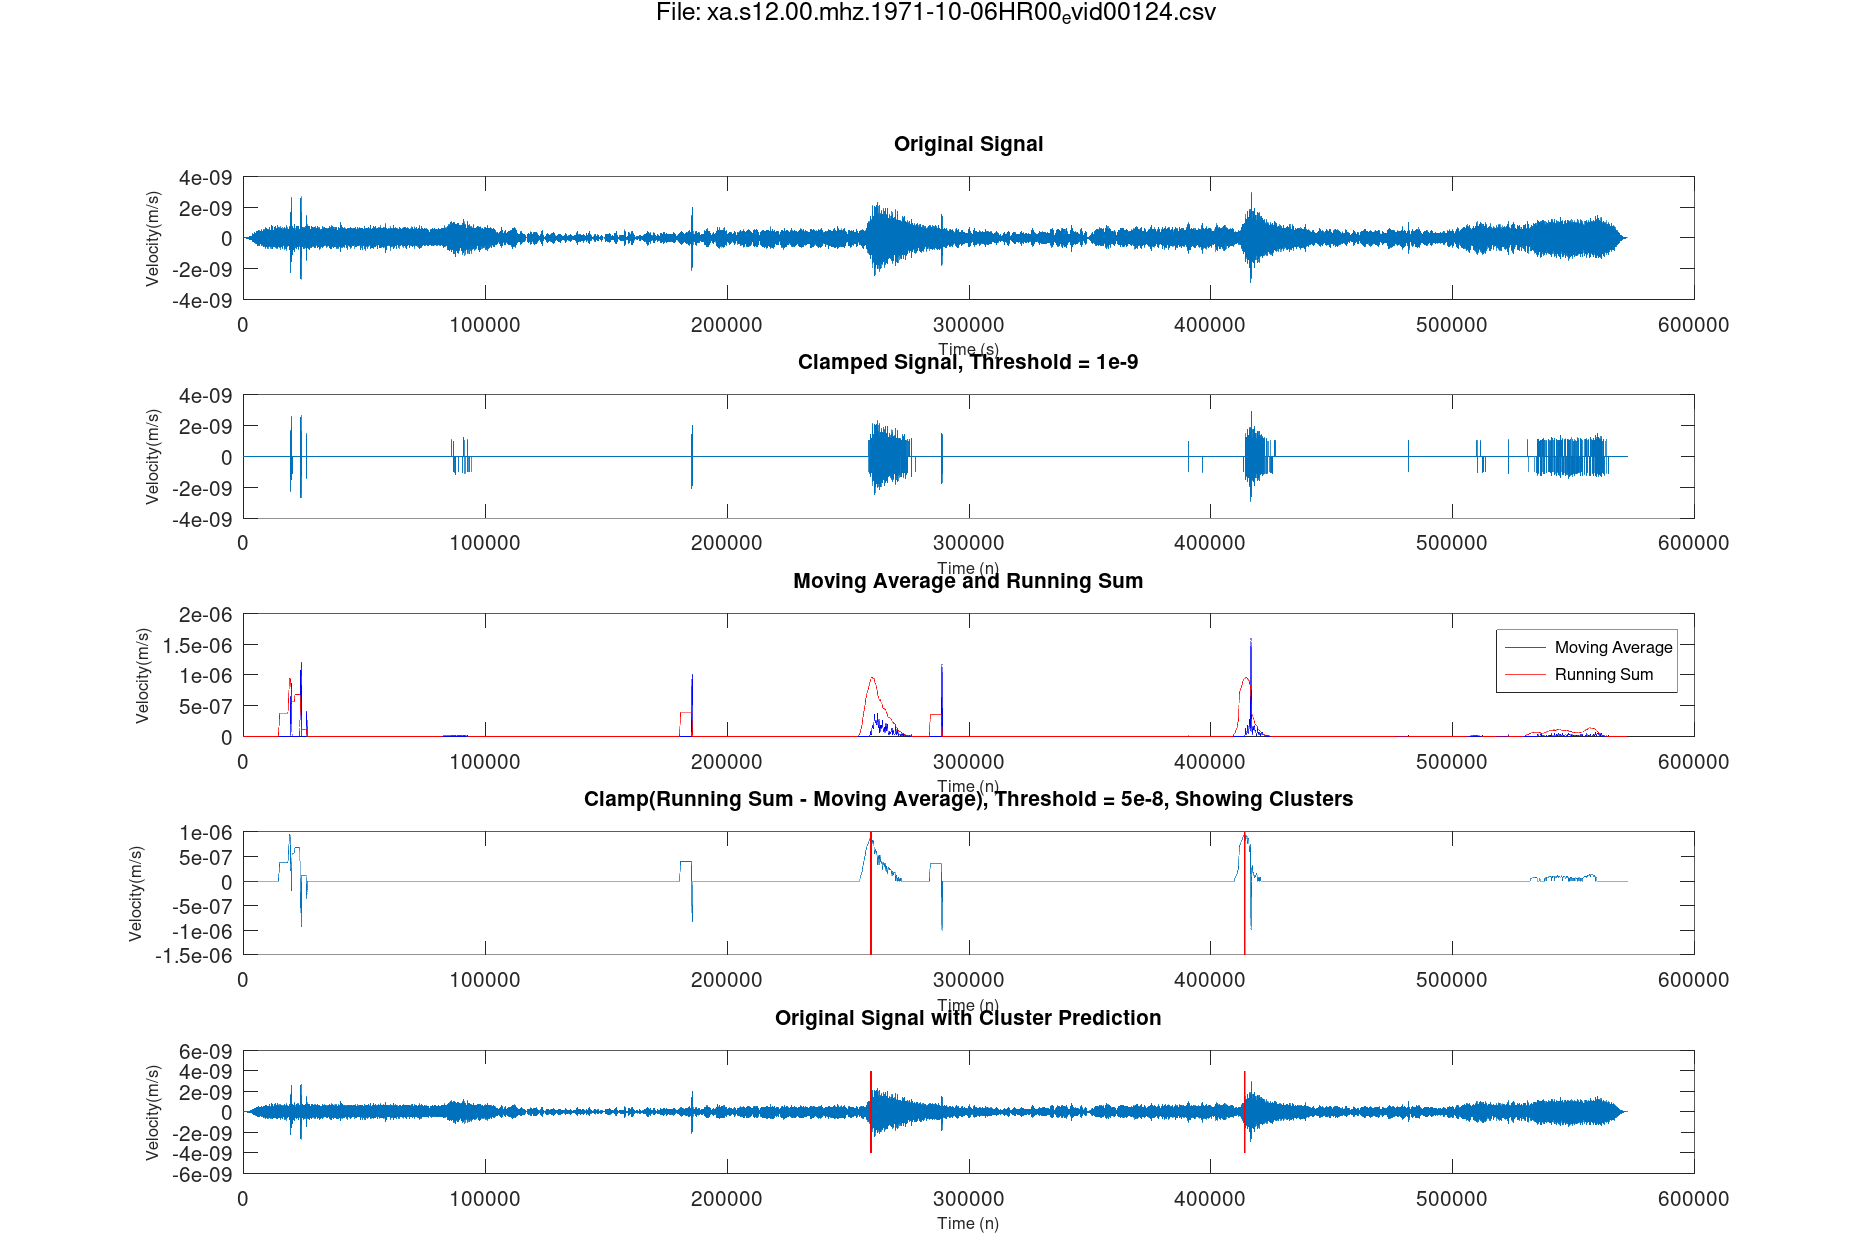 File: xa.s12.00.mhz.1971-10-06HR00evid00124.csv
Original Signal
Velocity(m/s)
4e-09
2e-09
0
-2e-09
-4e-09
0 100000 200000 300000 400000 500000 600000
Time (s)
Clamped Signal, Threshold = 1e-9
Velocity(m/s)
4e-09
2e-09
0
-2e-09
-4e-09
0 100000 200000 300000 400000 500000 600000
Time (n)
Moving Average and Running Sum
Velocity(m/s)
2e-06
1.5e-06
1e-06
5e-07
0
Moving Average
Running Sum
0 100000 200000 300000 400000 500000 600000
Time (n)
Clamp(Running Sum - Moving Average), Threshold = 5e-8, Showing Clusters
Velocity(m/s)
1e-06
5e-07
0
-5e-07
-1e-06
-1.5e-06
0 100000 200000 300000 400000 500000 600000
Time (n)
Original Signal with Cluster Prediction
Velocity(m/s)
6e-09
4e-09
2e-09
0
-2e-09
-4e-09
-6e-09
0 100000 200000 300000 400000 500000 600000
Time (n)